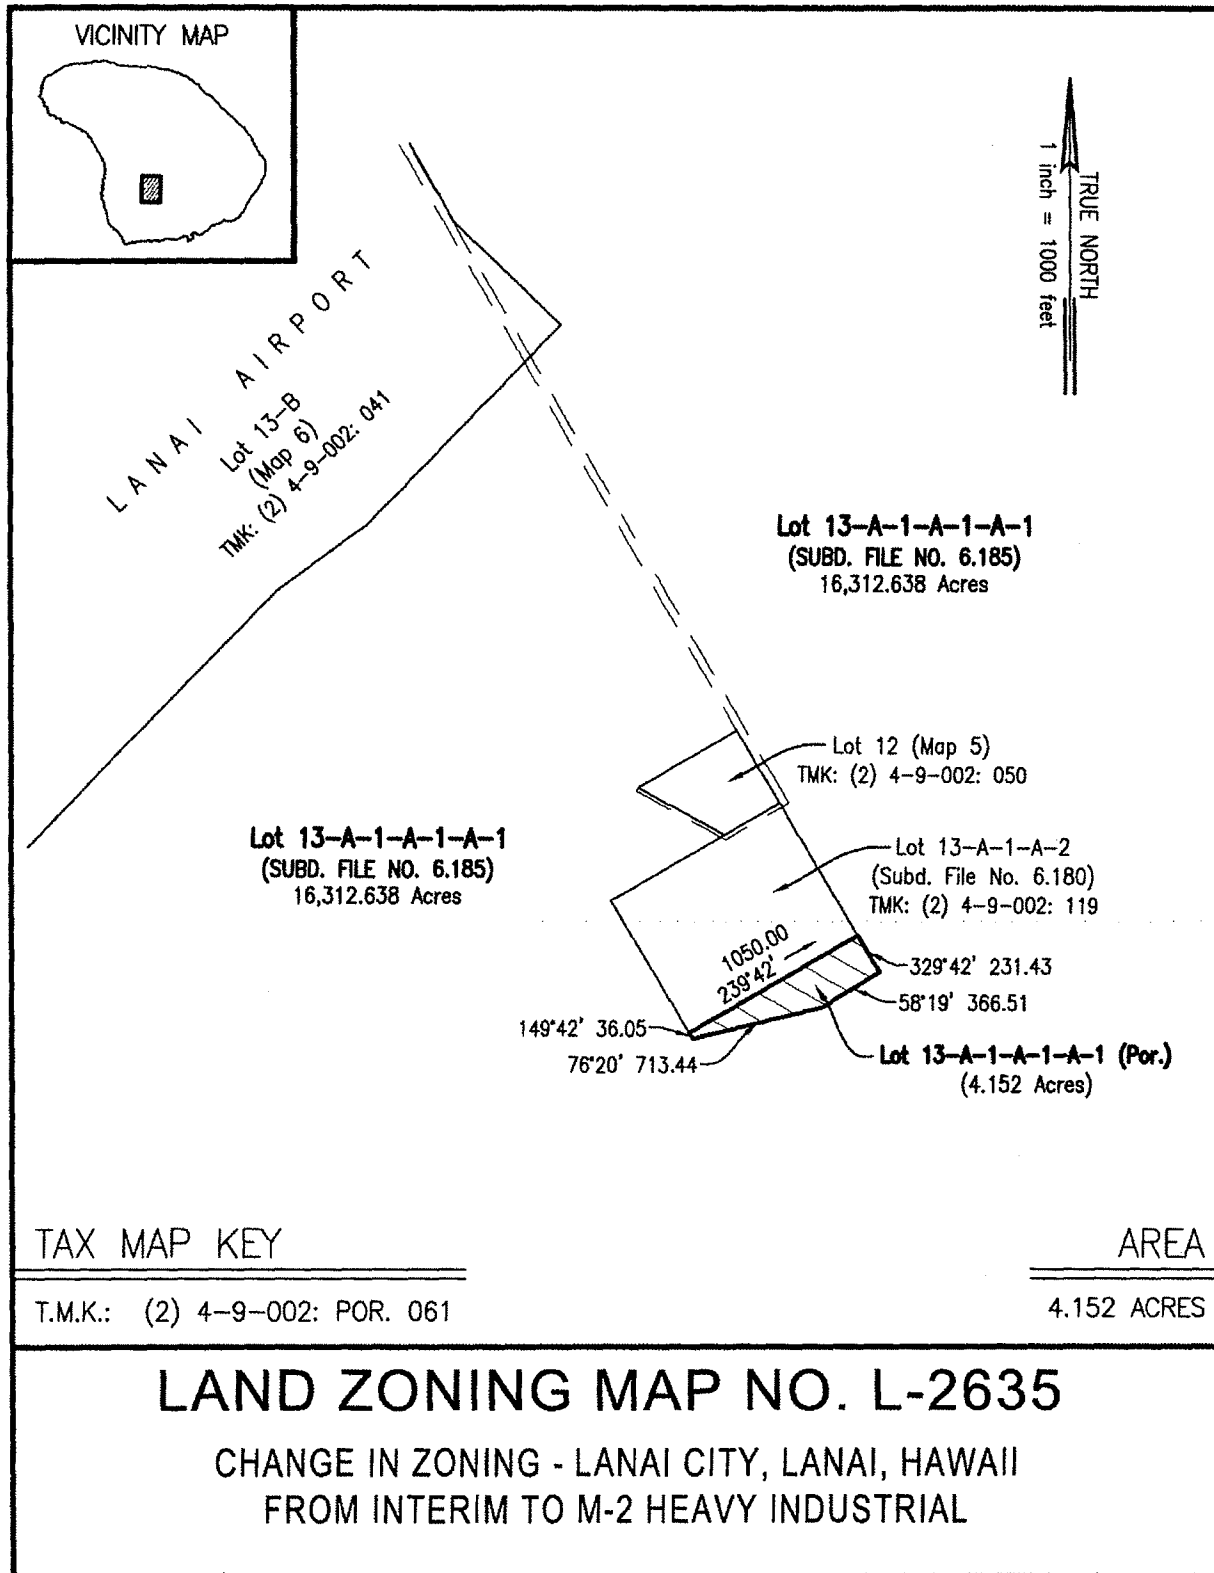 VICINITY MAP
TRUE NORTH
1 inch = 1000 feet
LANAI AIRPORT
Lot 13-B
(Map 6)
TMK: (2) 4-9-002: 041
Lot 13-A-1-A-1-A-1
(SUBD. FILE NO. 6.185)
16,312.638 Acres
Lot 12 (Map 5)
TMK: (2) 4-9-002: 050
Lot 13-A-1-A-1-A-1
(SUBD. FILE NO. 6.185)
16,312.638 Acres
Lot 13-A-1-A-2
(Subd. File No. 6.180)
TMK: (2) 4-9-002: 119
1050.00
239°42'
329°42' 231.43
58°19' 366.51
149°42' 36.05
76°20' 713.44
Lot 13-A-1-A-1-A-1 (Por.)
(4.152 Acres)
TAX MAP KEY
AREA
T.M.K.: (2) 4-9-002: POR. 061
4.152 ACRES
LAND ZONING MAP NO. L-2635
CHANGE IN ZONING - LANAI CITY, LANAI, HAWAII
FROM INTERIM TO M-2 HEAVY INDUSTRIAL